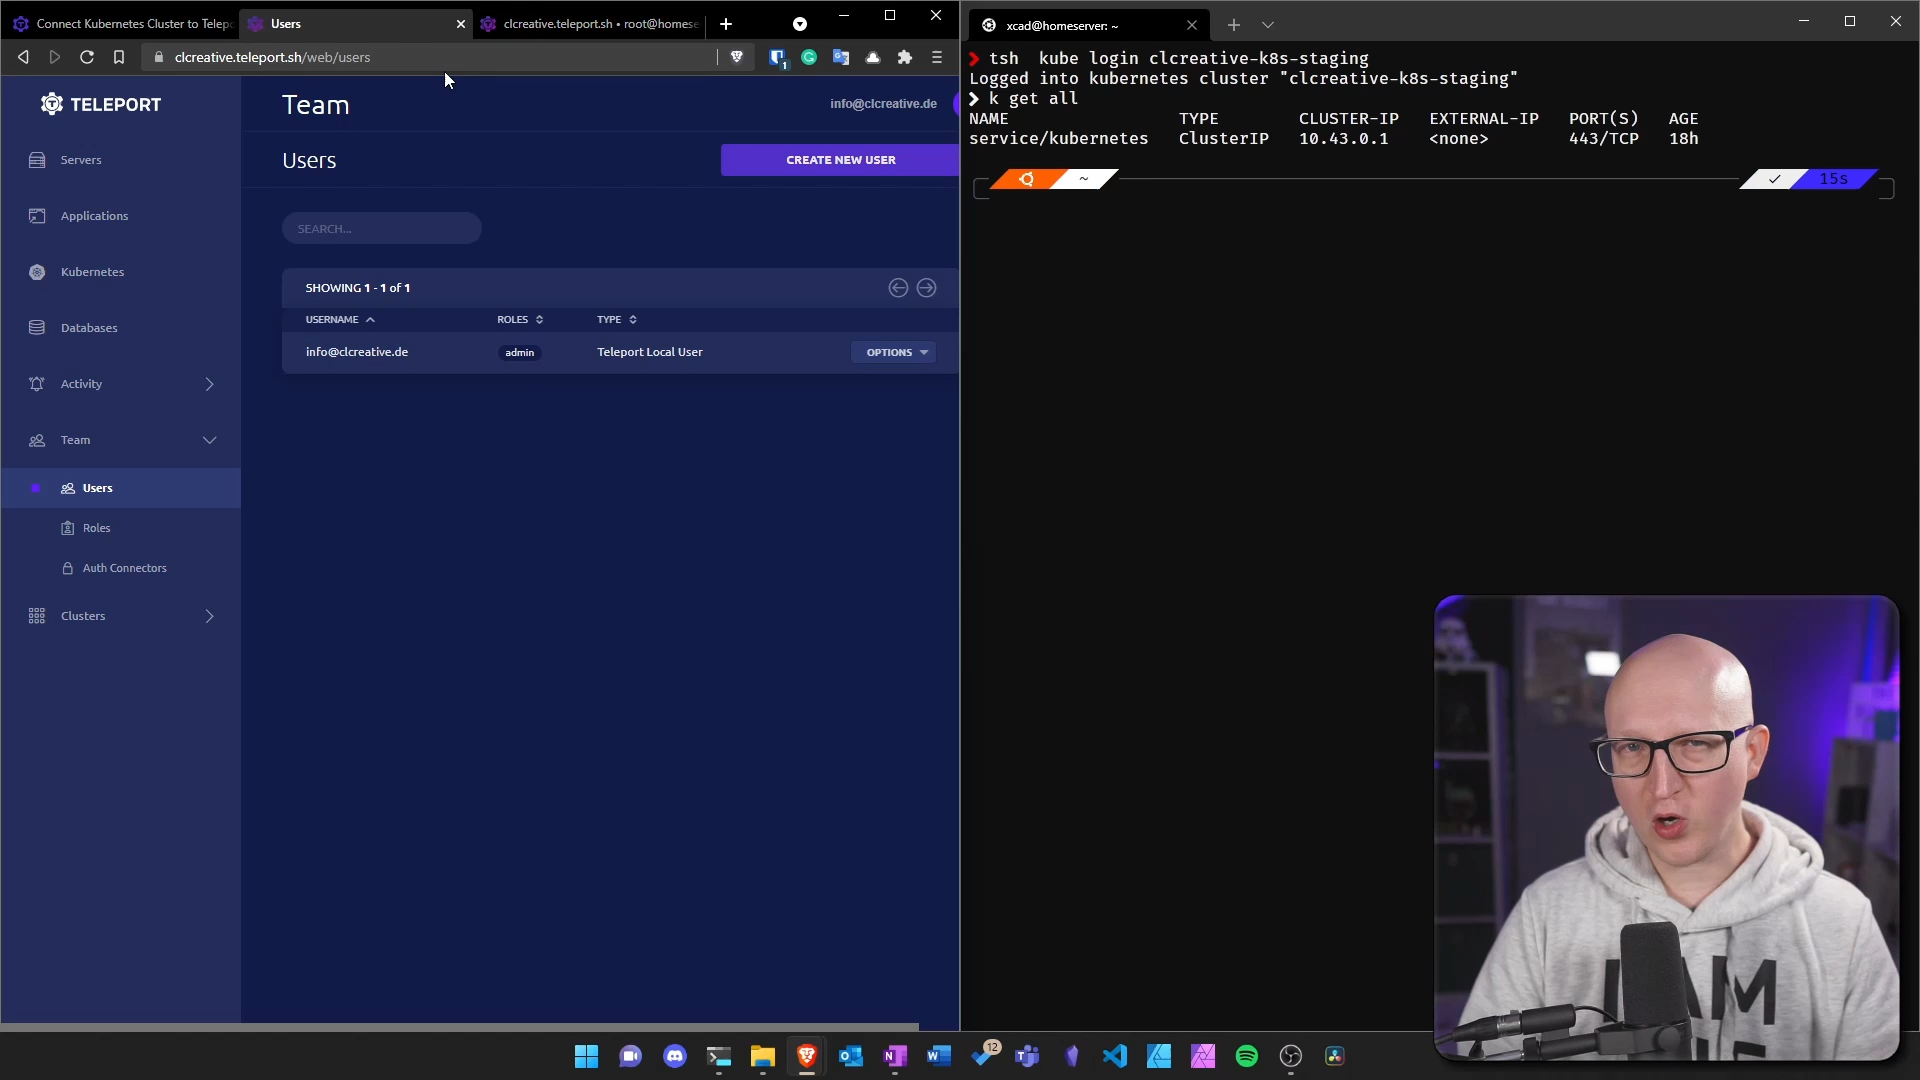 Connect Kubernetes Cluster to Telep
Users
clcreative.teleport.sh • root@homese
clcreative.teleport.sh/web/users
1
TELEPORT
Servers
Applications
Kubernetes
Databases
Activity
Team
Users
Roles
Auth Connectors
Clusters
Team
info@clcreative.de
Users
CREATE NEW USER
SEARCH...
SHOWING 1 - 1 of 1
USERNAME ROLES TYPE
info@clcreative.de admin Teleport Local User OPTIONS
xcad@homeserver: ~
tsh  kube login clcreative-k8s-staging
Logged into kubernetes cluster "clcreative-k8s-staging"
k get all
NAME TYPE CLUSTER-IP EXTERNAL-IP PORT(S) AGE
service/kubernetes ClusterIP 10.43.0.1 <none> 443/TCP 18h
~ 15s
I AM
12